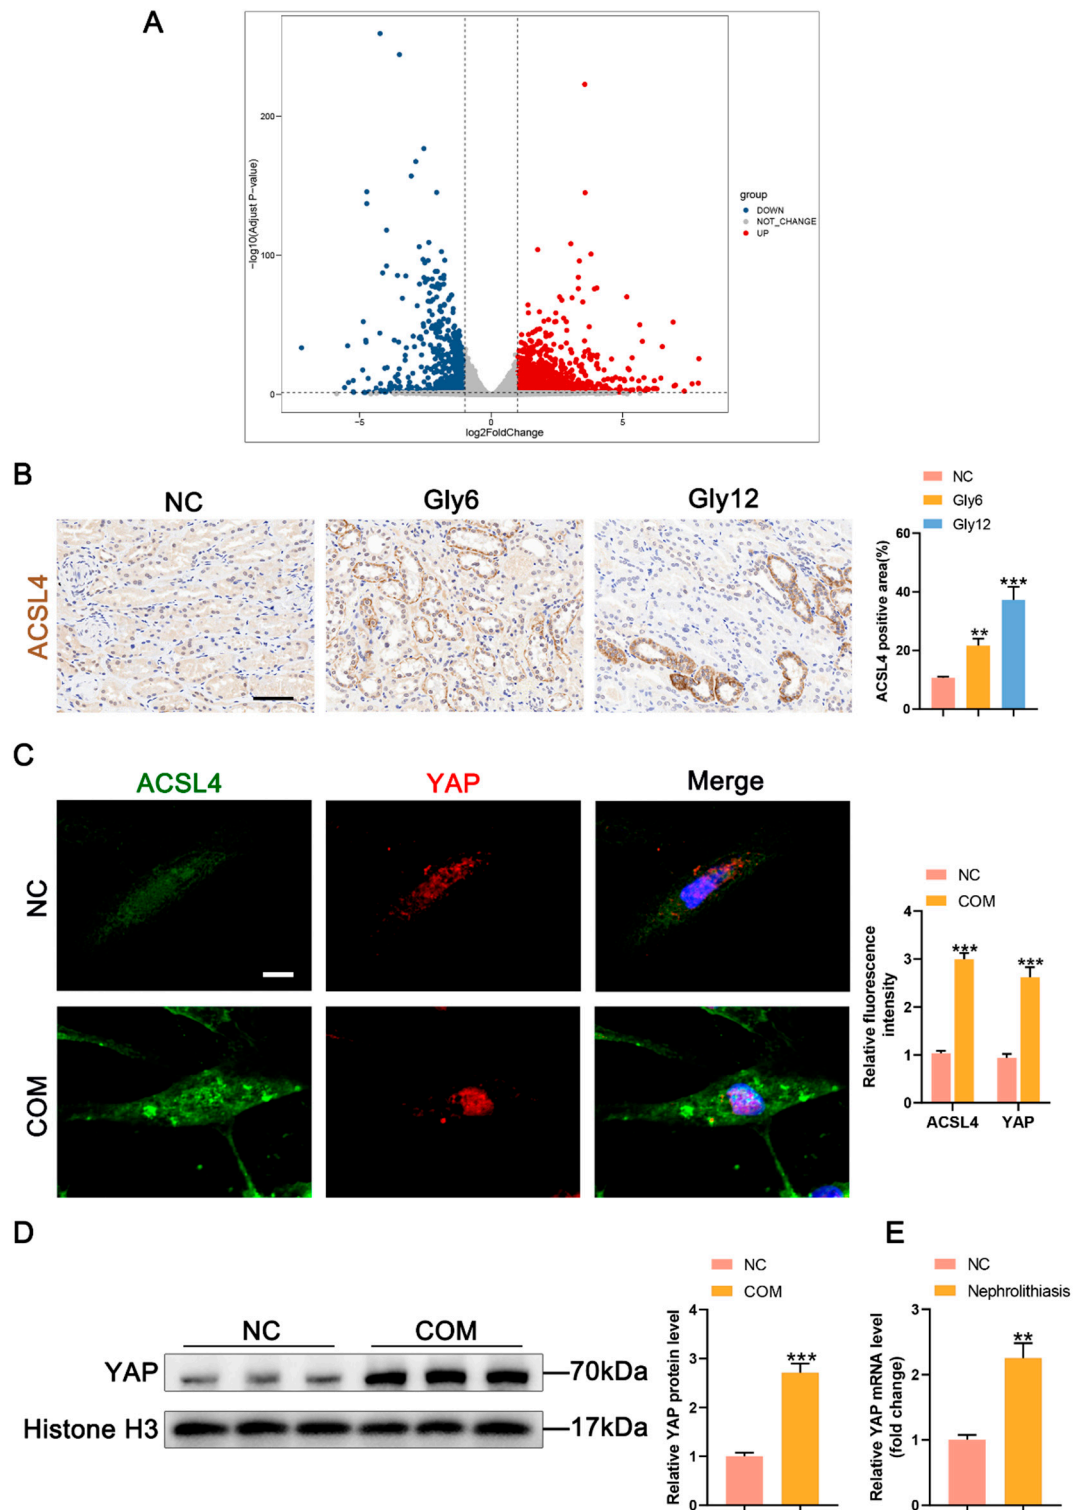 A
−log10(Adjust P−value)
200
100
0
−5
0
5
log2FoldChange
group
DOWN
NOT_CHANGE
UP
B
NC
Gly6
Gly12
ACSL4
NC
Gly6
Gly12
ACSL4 positive area(%)
60
40
20
0
**
***
C
ACSL4
YAP
Merge
NC
COM
NC
COM
Relative fluorescence
intensity
4
3
2
1
0
***
***
ACSL4
YAP
D
NC
COM
YAP
70kDa
Histone H3
17kDa
NC
COM
Relative YAP protein level
4
3
2
1
0
***
E
NC
Nephrolithiasis
Relative YAP mRNA level
(fold change)
3
2
1
0
**